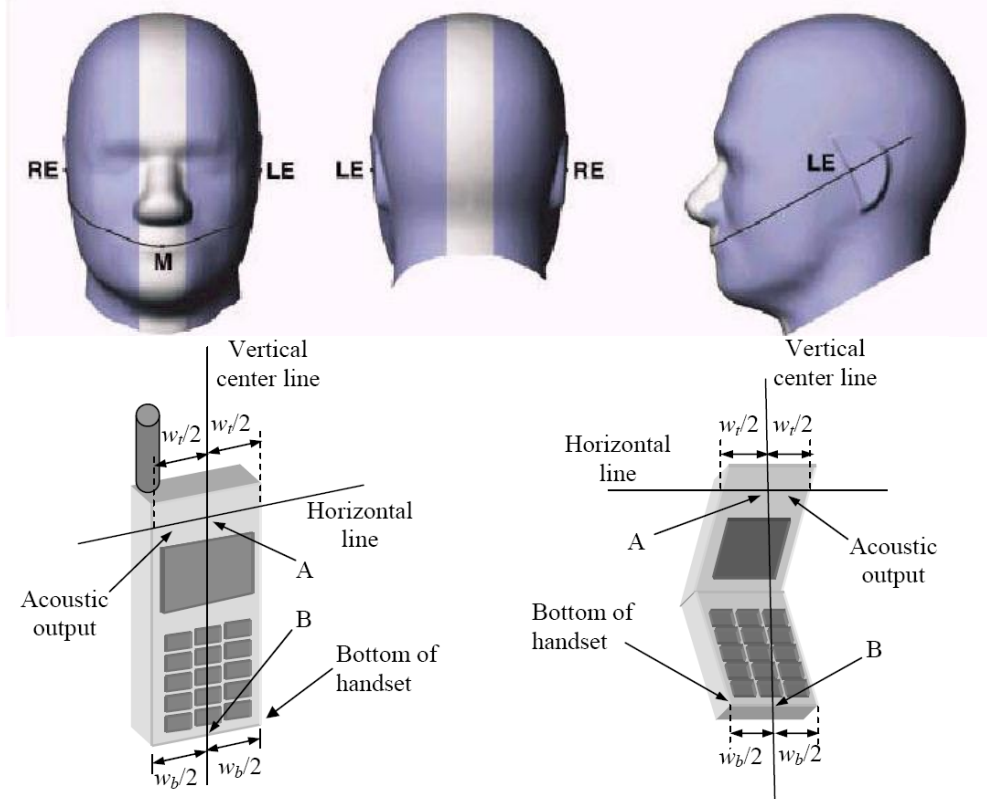 RE
LE
M
LE
RE
LE
Vertical
center line
wt/2
wt/2
Horizontal
line
A
Acoustic
output
B
Bottom of
handset
wb/2
wb/2
Vertical
center line
wt/2
wt/2
Horizontal
line
A
Acoustic
output
Bottom of
handset
B
wb/2
wb/2